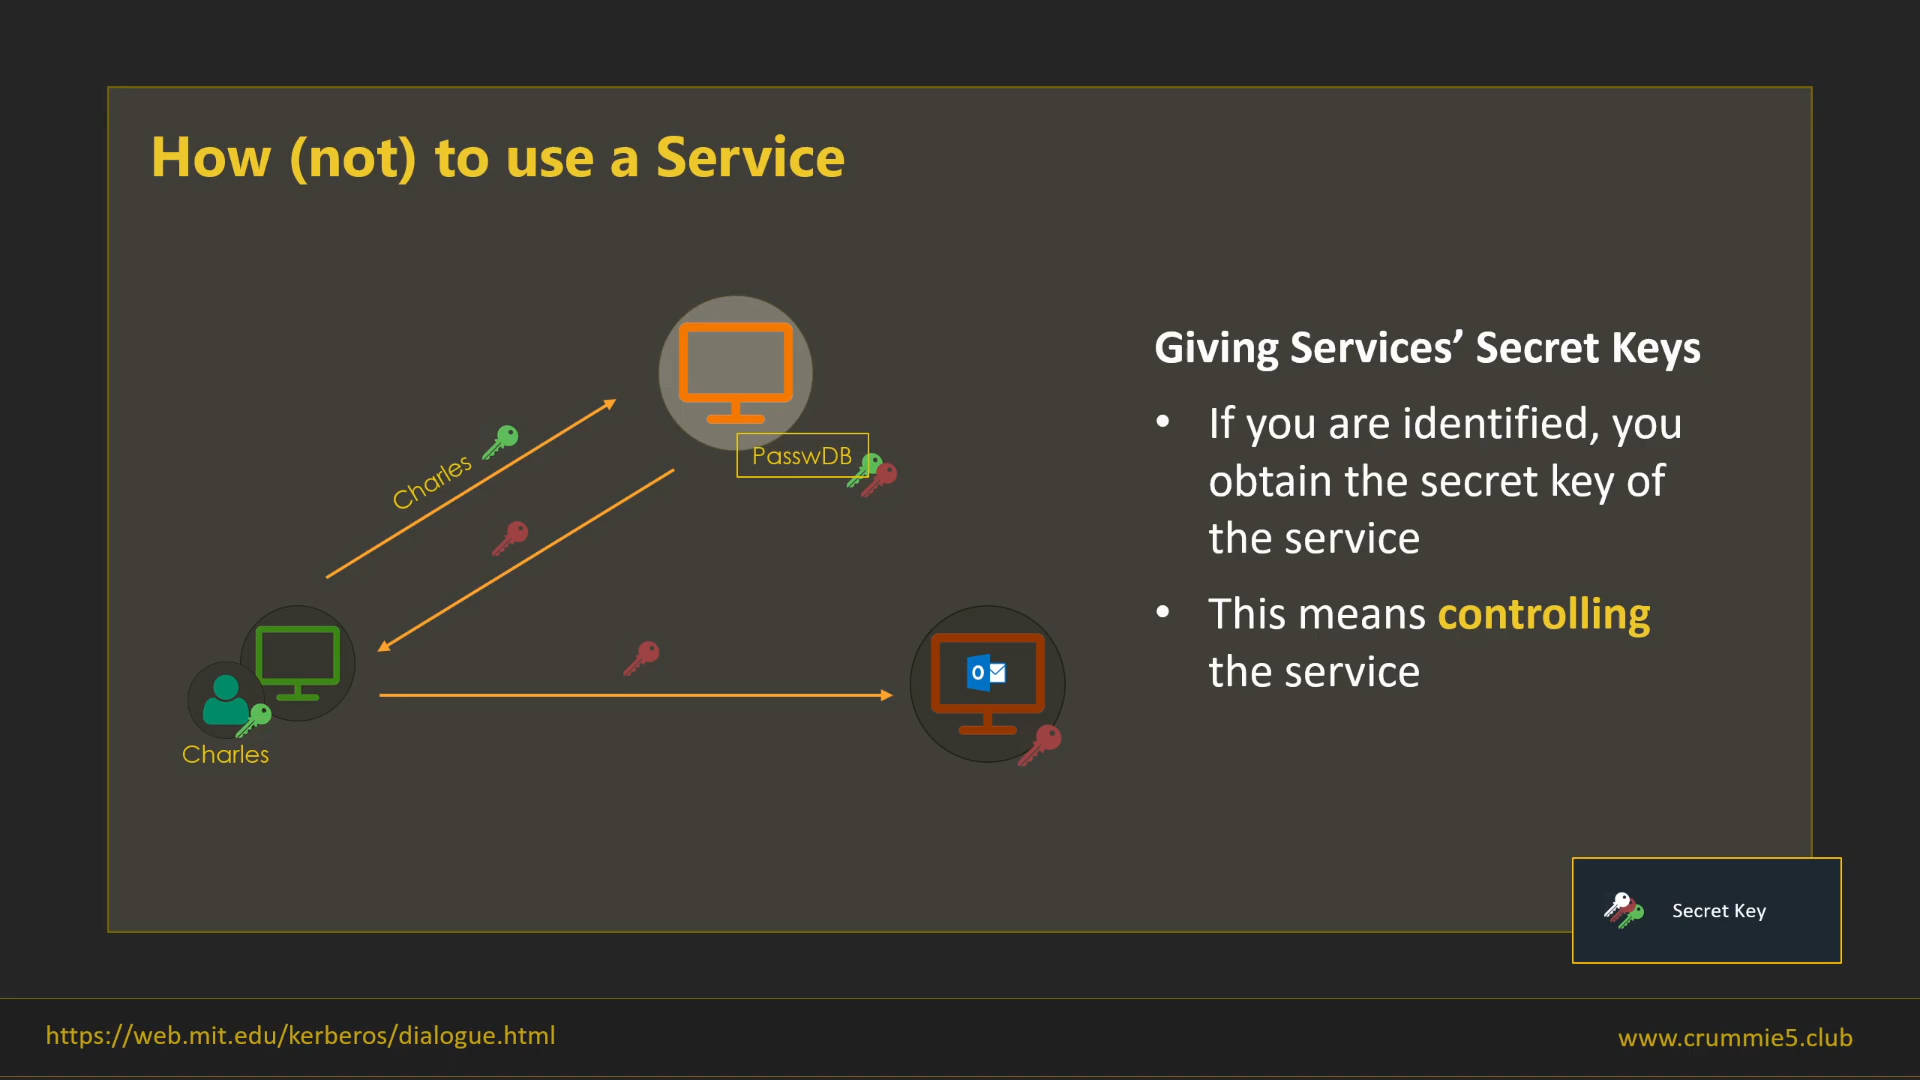 How (not) to use a Service
Charles
PasswDB
Charles
O
Giving Services’ Secret Keys
• If you are identified, you
obtain the secret key of
the service
• This means controlling
the service
Secret Key
https://web.mit.edu/kerberos/dialogue.html
www.crummie5.club